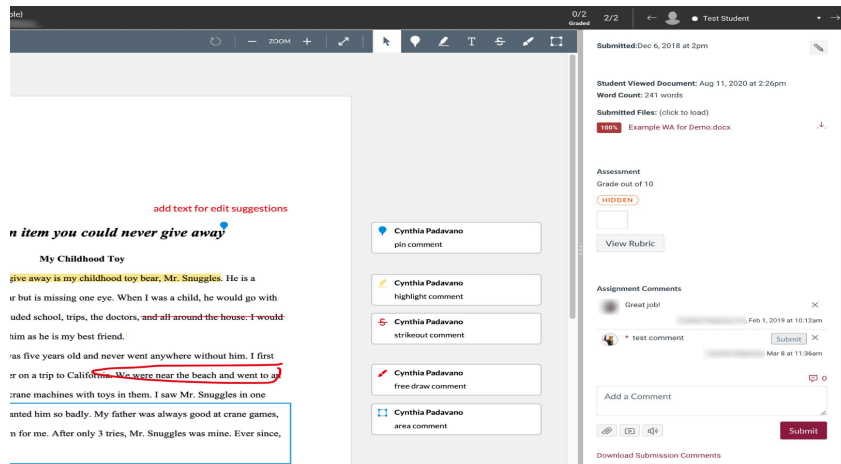 ple)
0/2
Graded
2/2
Test Student
ZOOM
T
S
Submitted:Dec 6, 2018 at 2pm
Student Viewed Document: Aug 11, 2020 at 2:26pm
Word Count: 241 words
Submitted Files: (click to load)
100% Example WA for Demo.docx
Assessment
Grade out of 10
HIDDEN
View Rubric
Assignment Comments
Great job!
, Feb 1, 2019 at 10:12am
* test comment Submit
Mar 8 at 11:36am
0
Add a Comment
Submit
Download Submission Comments
add text for edit suggestions
n item you could never give away
My Childhood Toy
give away is my childhood toy bear, Mr. Snuggles. He is a
r but is missing one eye. When I was a child, he would go with
uded school, trips, the doctors, and all around the house. I would
him as he is my best friend.
as five years old and never went anywhere without him. I first
er on a trip to California. We were near the beach and went to an
crane machines with toys in them. I saw Mr. Snuggles in one
anted him so badly. My father was always good at crane games,
m for me. After only 3 tries, Mr. Snuggles was mine. Ever since,
Cynthia Padavano
pin comment
Cynthia Padavano
highlight comment
Cynthia Padavano
strikeout comment
Cynthia Padavano
free draw comment
Cynthia Padavano
area comment